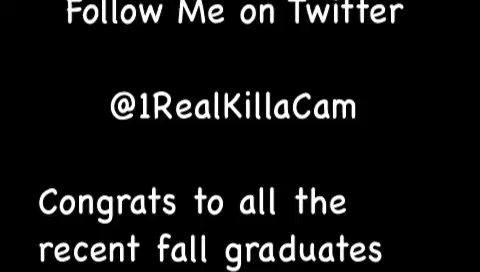 Follow Me on Twitter
@1RealKillaCam
Congrats to all the
recent fall graduates